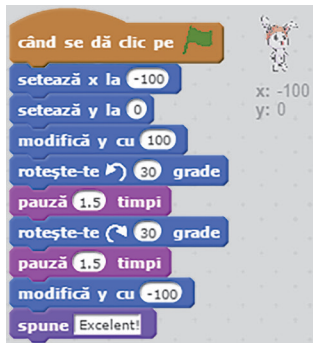 când se dă clic pe
setează x la -100
setează y la 0
modifică y cu 100
rotește-te 30 grade
pauză 1.5 timpi
rotește-te 30 grade
pauză 1.5 timpi
modifică y cu -100
spune Excelent!
x: -100
y: 0